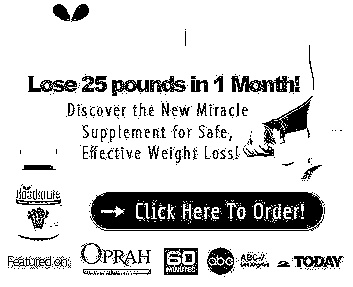 Lose 25 pounds in 1 Month!
Discover the New Miracle
Supplement for Safe,
Effective Weight Loss!
Click Here To Order!
Featured on: OPRAH 60 MINUTES abc TODAY